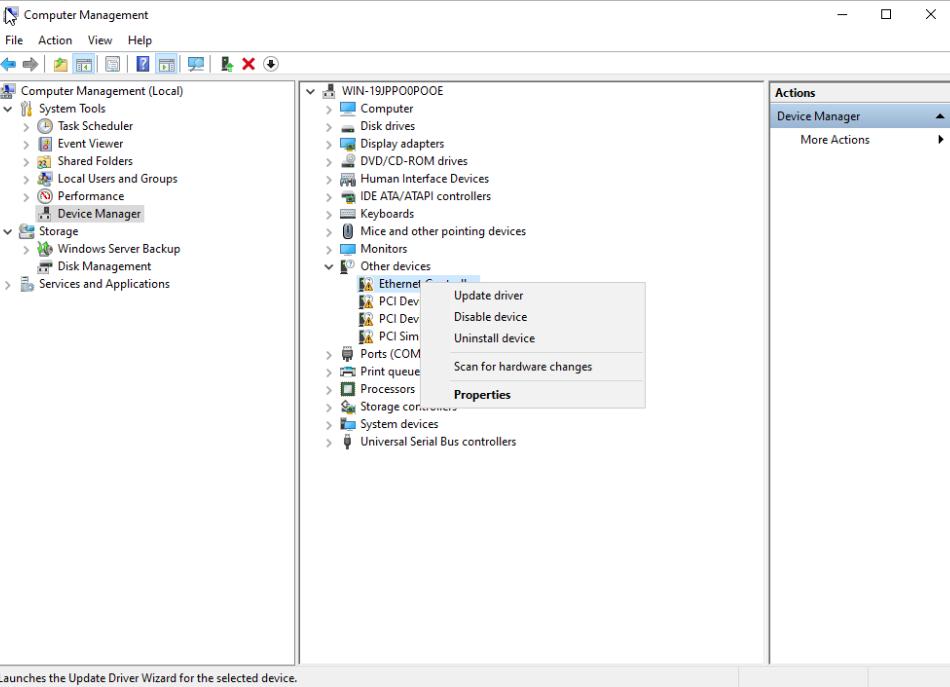 Computer Management
File Action View Help
Computer Management (Local)
System Tools
Task Scheduler
Event Viewer
Shared Folders
Local Users and Groups
Performance
Device Manager
Storage
Windows Server Backup
Disk Management
Services and Applications
WIN-19JPPO0POOE
Computer
Disk drives
Display adapters
DVD/CD-ROM drives
Human Interface Devices
IDE ATA/ATAPI controllers
Keyboards
Mice and other pointing devices
Monitors
Other devices
Ethernet
PCI Dev
PCI Dev
PCI Sim
Ports (COM
Print queue
Processors
Storage controllers
System devices
Universal Serial Bus controllers
Update driver
Disable device
Uninstall device
Scan for hardware changes
Properties
Actions
Device Manager
More Actions
Launches the Update Driver Wizard for the selected device.